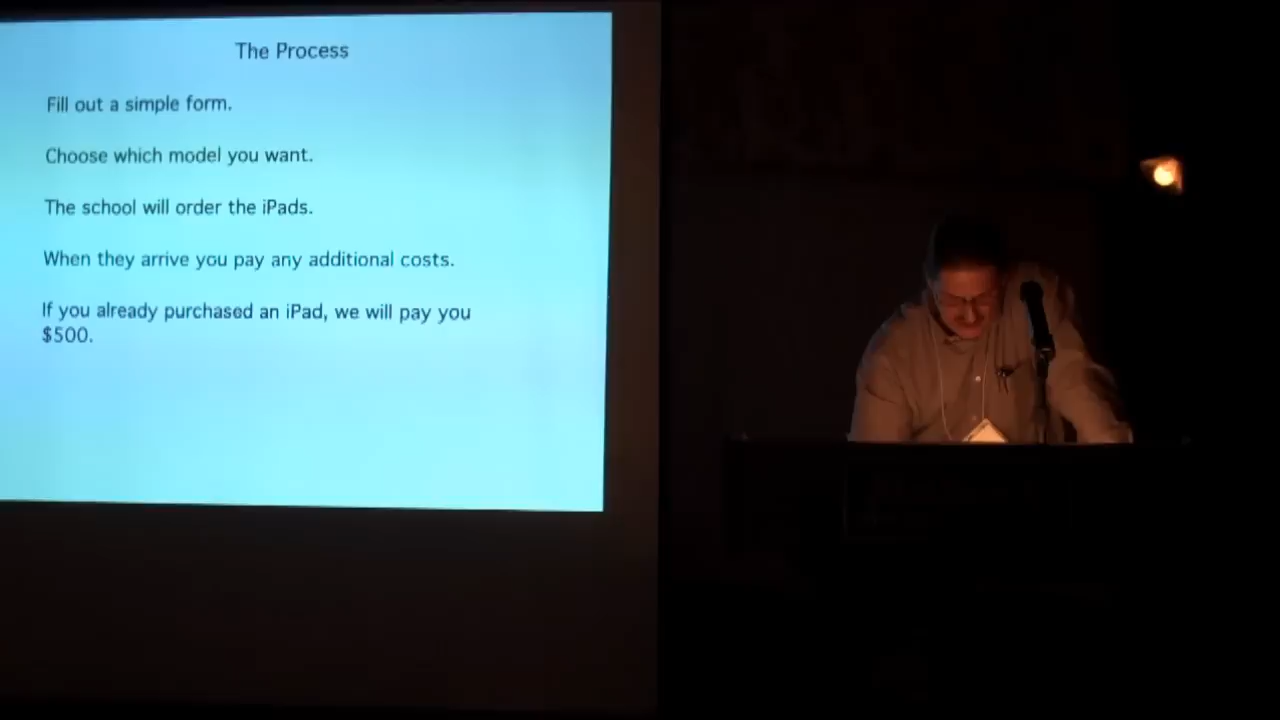 The Process
Fill out a simple form.
Choose which model you want.
The school will order the iPads.
When they arrive you pay any additional costs.
If you already purchased an iPad, we will pay you
$500.